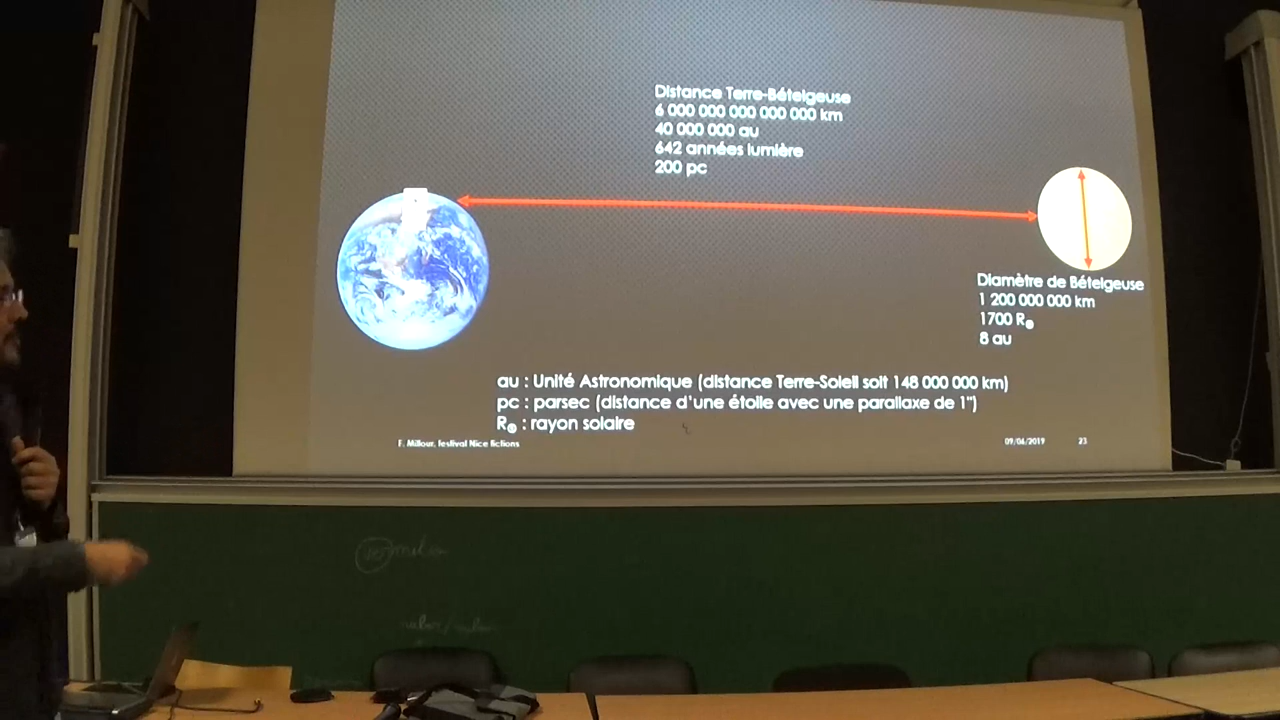 Distance Terre-Bételgeuse
6 000 000 000 000 000 km
40 000 000 au
642 années lumière
200 pc
Diamètre de Bételgeuse
1 200 000 000 km
1700 R⊙
8 au
au : Unité Astronomique (distance Terre-Soleil soit 148 000 000 km)
pc : parsec (distance d'une étoile avec une parallaxe de 1")
R⊙ : rayon solaire
F. Millour, festival Nice fictions
09/04/2019
23